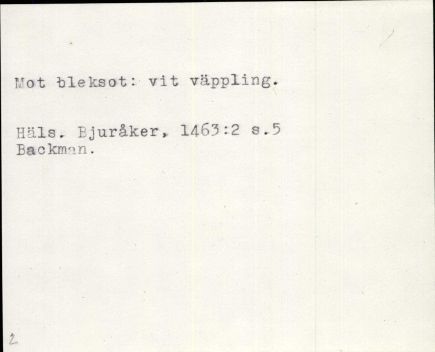 Mot bleksot: vit väppling.
Häls. Bjuråker, 1463:2 s.5
Backman.
2